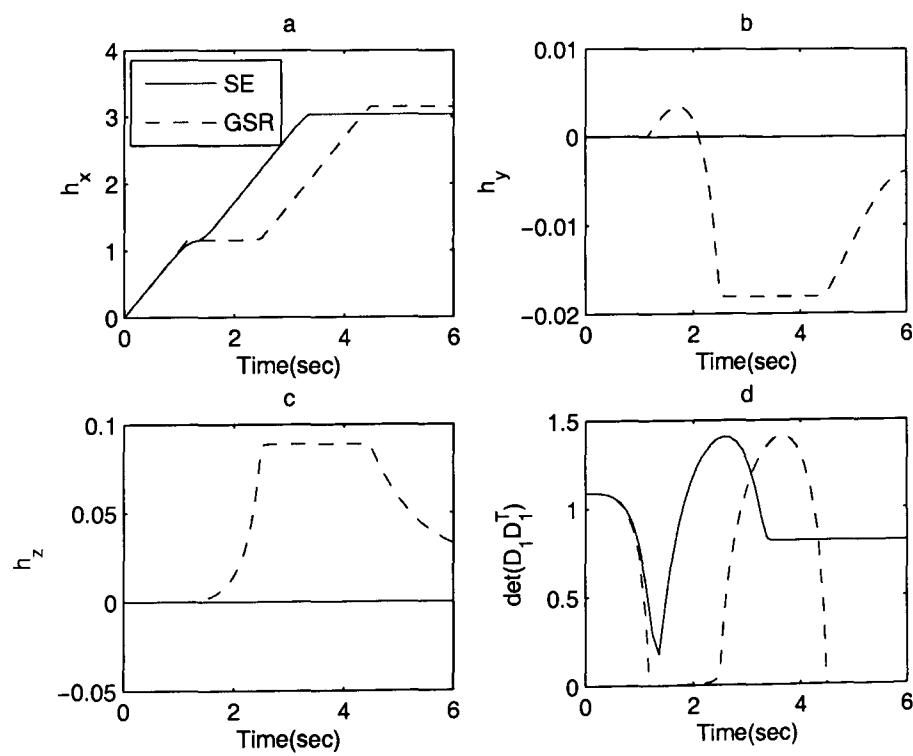 a
4
3
2
1
0
h_x
SE
GSR
0 2 4 6
Time(sec)
b
0.01
0
−0.01
−0.02
h_y
0 2 4 6
Time(sec)
c
0.1
0.05
0
−0.05
h_z
0 2 4 6
Time(sec)
d
1.5
1
0.5
0
det(D_1D_1^T)
0 2 4 6
Time(sec)